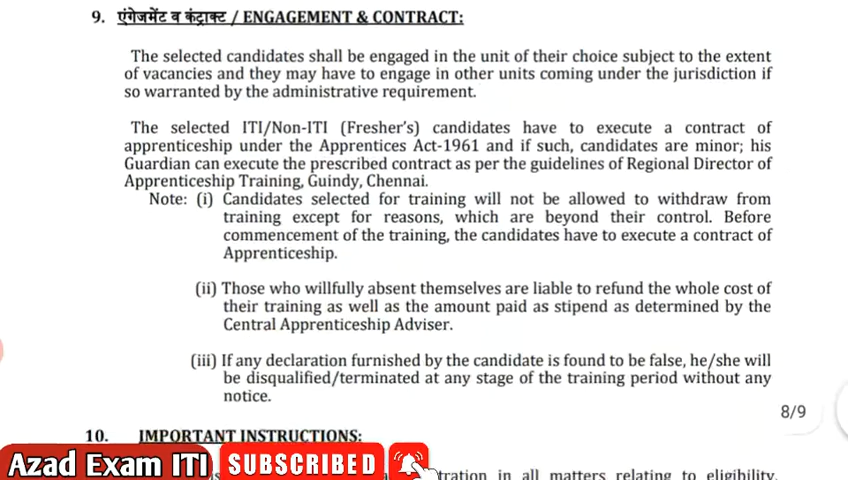 9. एंगेजमेंट व कंट्राक्ट / ENGAGEMENT & CONTRACT:
The selected candidates shall be engaged in the unit of their choice subject to the extent
of vacancies and they may have to engage in other units coming under the jurisdiction if
so warranted by the administrative requirement.
The selected ITI/Non-ITI (Fresher's) candidates have to execute a contract of
apprenticeship under the Apprentices Act-1961 and if such, candidates are minor; his
Guardian can execute the prescribed contract as per the guidelines of Regional Director of
Apprenticeship Training, Guindy, Chennai.
Note: (i) Candidates selected for training will not be allowed to withdraw from
training except for reasons, which are beyond their control. Before
commencement of the training, the candidates have to execute a contract of
Apprenticeship.
(ii) Those who willfully absent themselves are liable to refund the whole cost of
their training as well as the amount paid as stipend as determined by the
Central Apprenticeship Adviser.
(iii) If any declaration furnished by the candidate is found to be false, he/she will
be disqualified/terminated at any stage of the training period without any
notice.
8/9
10. IMPORTANT INSTRUCTIONS:
Azad Exam ITI SUBSCRIBED
in all matters relating to eligibility,